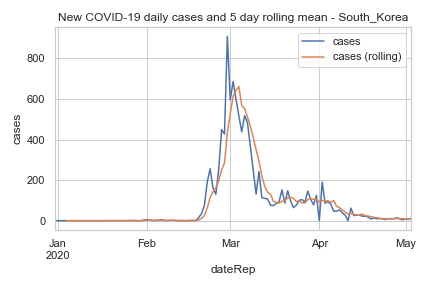 New COVID-19 daily cases and 5 day rolling mean - South_Korea
cases
cases (rolling)
800
600
400
200
0
cases
Jan
2020
Feb
Mar
Apr
May
dateRep